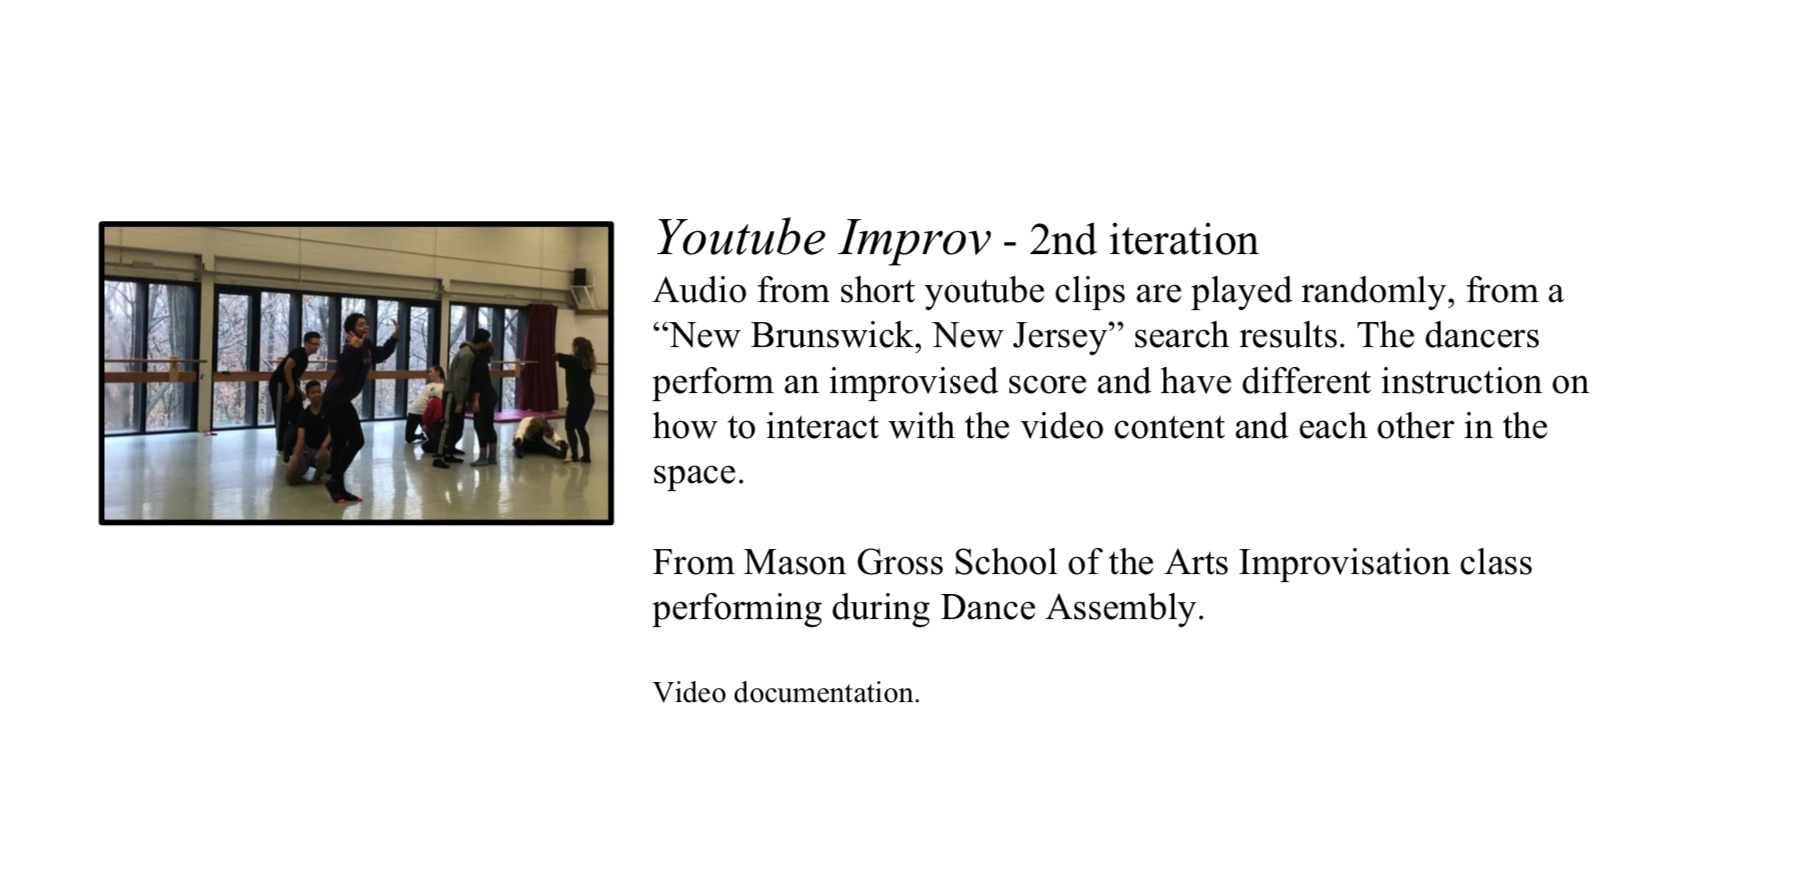 Youtube Improv - 2nd iteration
Audio from short youtube clips are played randomly, from a
“New Brunswick, New Jersey” search results. The dancers
perform an improvised score and have different instruction on
how to interact with the video content and each other in the
space.
From Mason Gross School of the Arts Improvisation class
performing during Dance Assembly.
Video documentation.